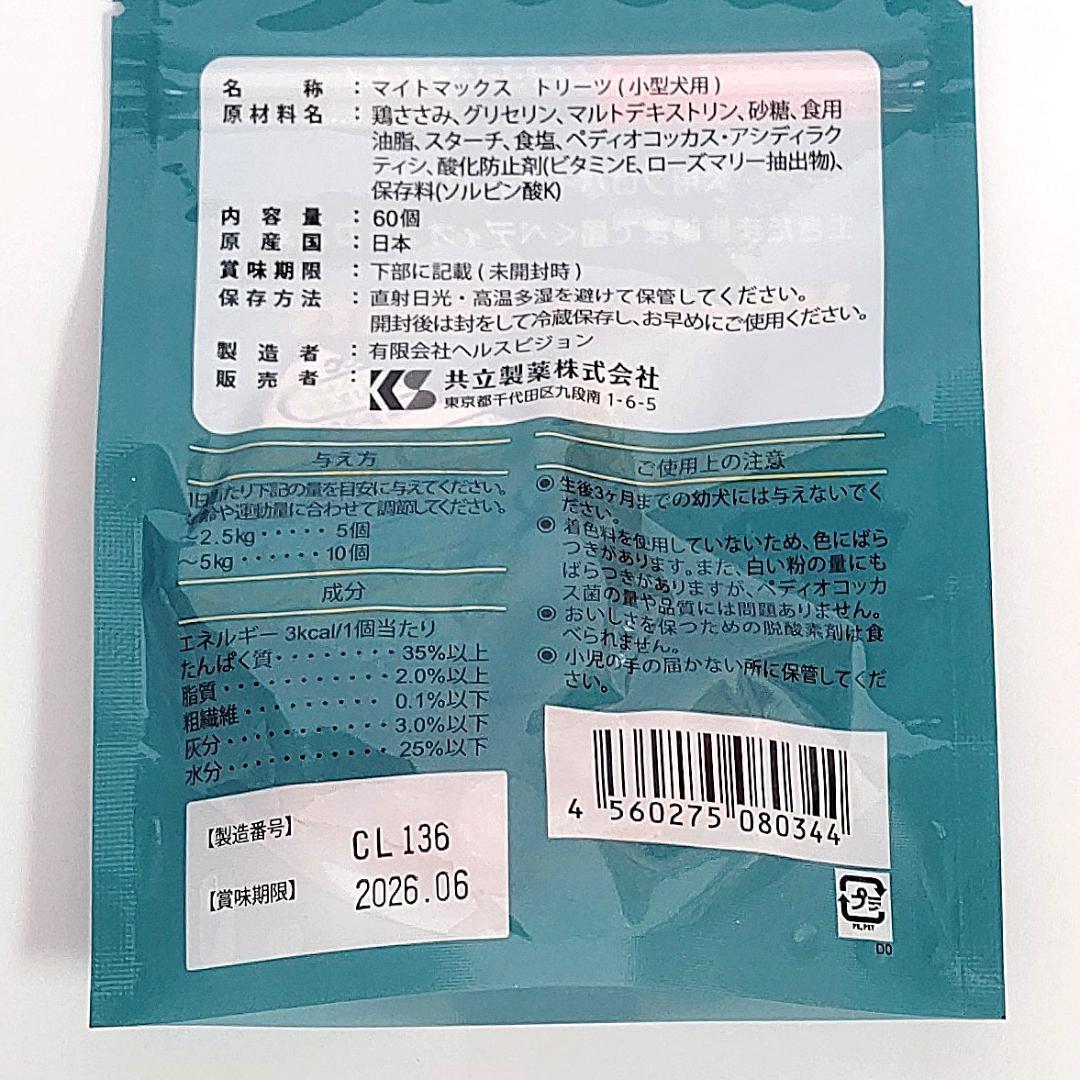 名称：マイトマックス　トリーツ(小型犬用)
原材料名：鶏ささみ、グリセリン、マルトデキストリン、砂糖、食用
油脂、スターチ、食塩、ペディオコッカス・アシディラク
ティシ、酸化防止剤(ビタミンE、ローズマリー抽出物)、
保存料(ソルビン酸K)
内容量：60個
原産国：日本
賞味期限：下部に記載(未開封時)
保存方法：直射日光・高温多湿を避けて保管してください。
開封後は封をして冷蔵保存し、お早めにご使用ください。
製造者：有限会社ヘルスビジョン
販売者：KS 共立製薬株式会社
東京都千代田区九段南 1-6-5
与え方
1日当たり下記の量を目安に与えてください。
齢や運動量に合わせて調節してください。
～2.5kg・・・・・5個
～5kg・・・・・・10個
成分
エネルギー 3kcal/1個当たり
たんぱく質・・・・・・・・35%以上
脂質・・・・・・・・・・・2.0%以上
粗繊維・・・・・・・・・・0.1%以下
灰分・・・・・・・・・・・3.0%以下
水分・・・・・・・・・・・25%以下
【製造番号】 CL136
【賞味期限】 2026.06
ご使用上の注意
◉生後3ヶ月までの幼犬には与えないでく
ださい。
◉着色料を使用していないため、色にばら
つきがあります。また、白い粉の量にも
ばらつきがありますが、ペディオコッカ
ス菌の量や品質には問題ありません。
◉おいしさを保つための脱酸素剤は食
べられません。
◉小児の手の届かない所に保管してくだ
さい。
4 560275 080344
プラ
PE, PET
D0